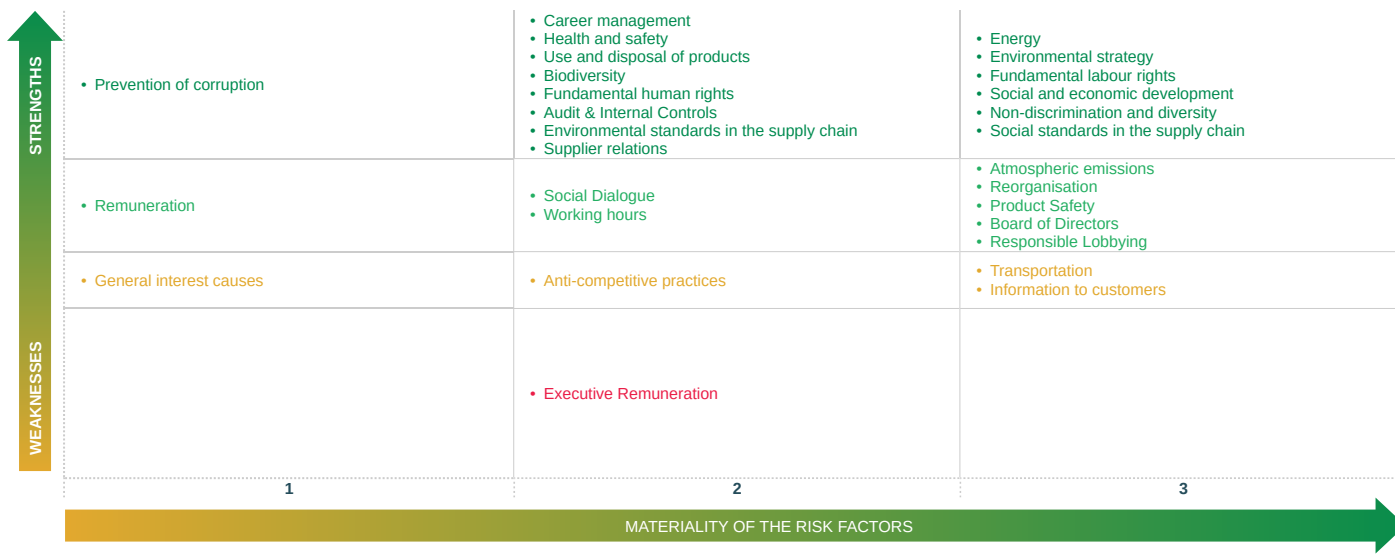 STRENGTHS
WEAKNESSES
• Prevention of corruption
• Career management
• Health and safety
• Use and disposal of products
• Biodiversity
• Fundamental human rights
• Audit & Internal Controls
• Environmental standards in the supply chain
• Supplier relations
• Energy
• Environmental strategy
• Fundamental labour rights
• Social and economic development
• Non-discrimination and diversity
• Social standards in the supply chain
• Remuneration
• Social Dialogue
• Working hours
• Atmospheric emissions
• Reorganisation
• Product Safety
• Board of Directors
• Responsible Lobbying
• General interest causes
• Anti-competitive practices
• Transportation
• Information to customers
• Executive Remuneration
1
2
3
MATERIALITY OF THE RISK FACTORS